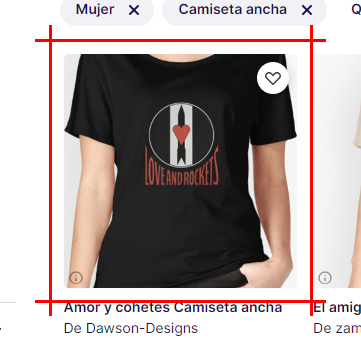 Mujer ✕ Camiseta ancha ✕ Q
LOVE AND ROCKETS
Amor y cohetes Camiseta ancha
De Dawson-Designs
El amig
De zam